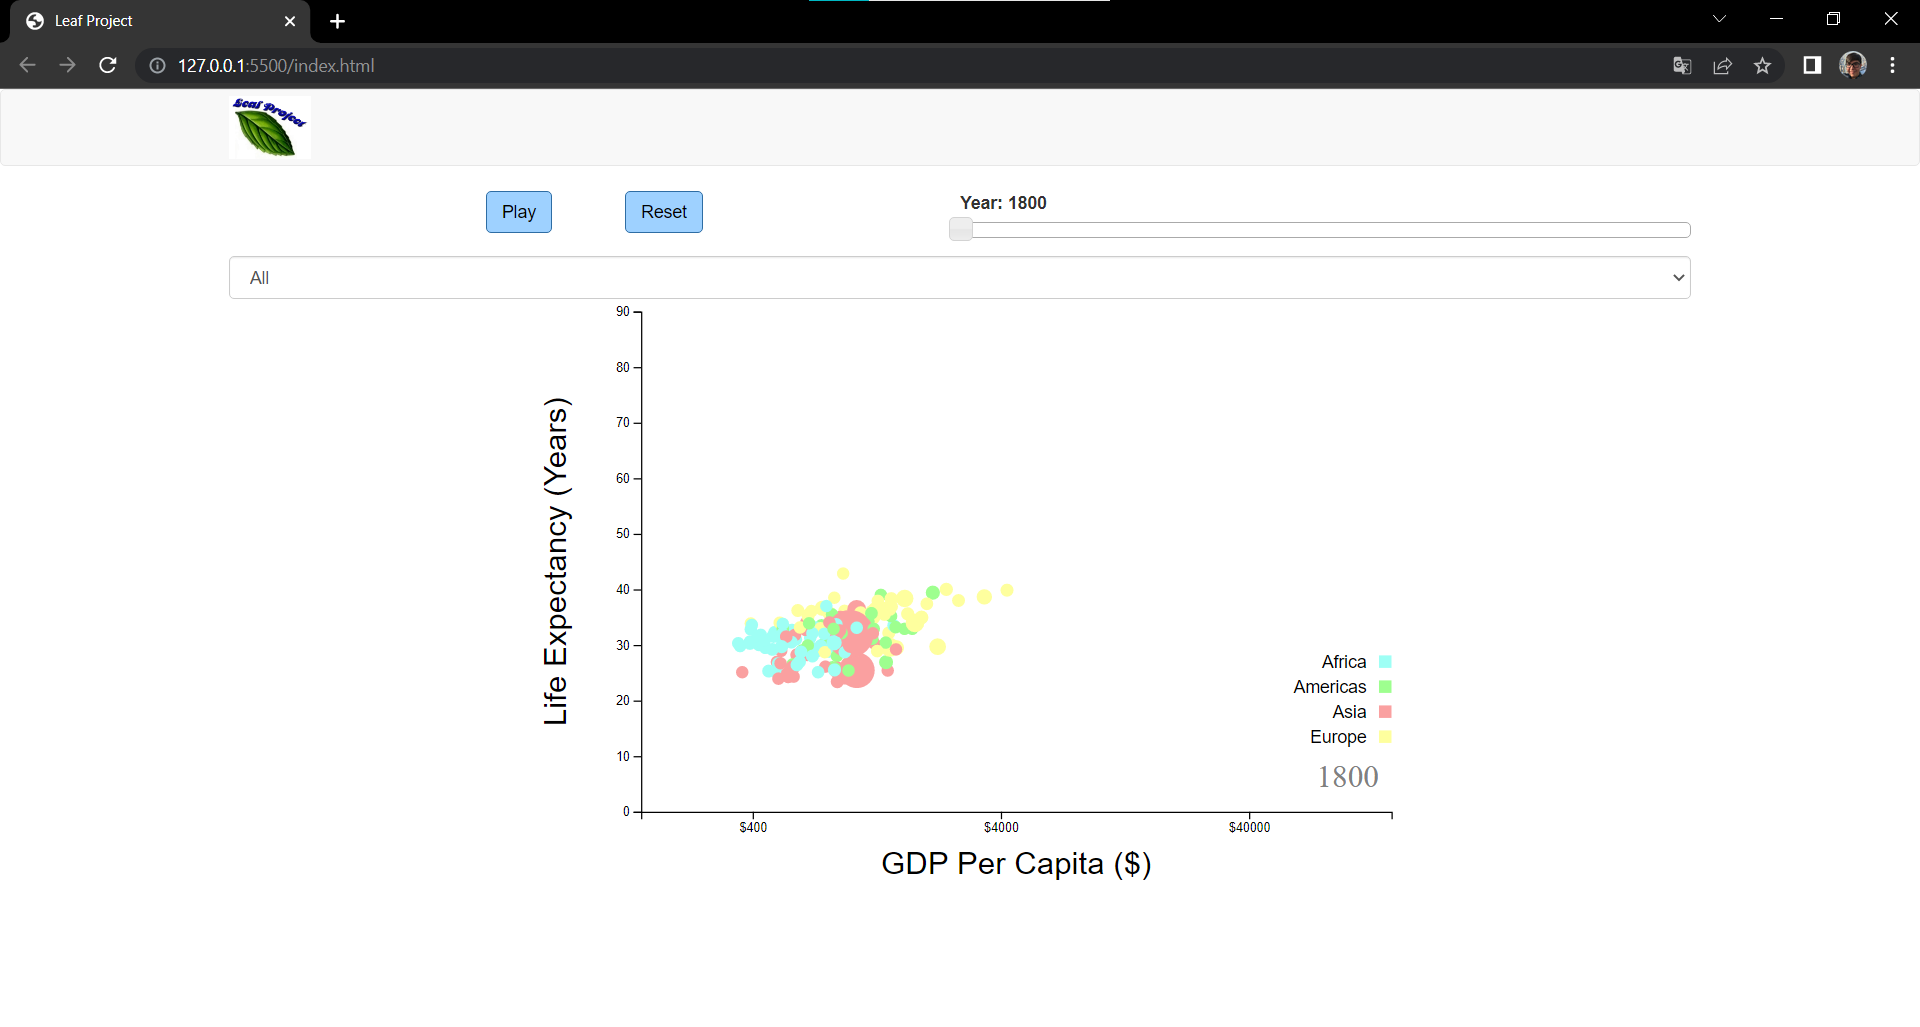 Leaf Project
127.0.0.1:5500/index.html
Leaf Project
Play
Reset
Year: 1800
All
90
80
70
60
50
40
30
20
10
0
Life Expectancy (Years)
Africa
Americas
Asia
Europe
1800
$400
$4000
$40000
GDP Per Capita ($)